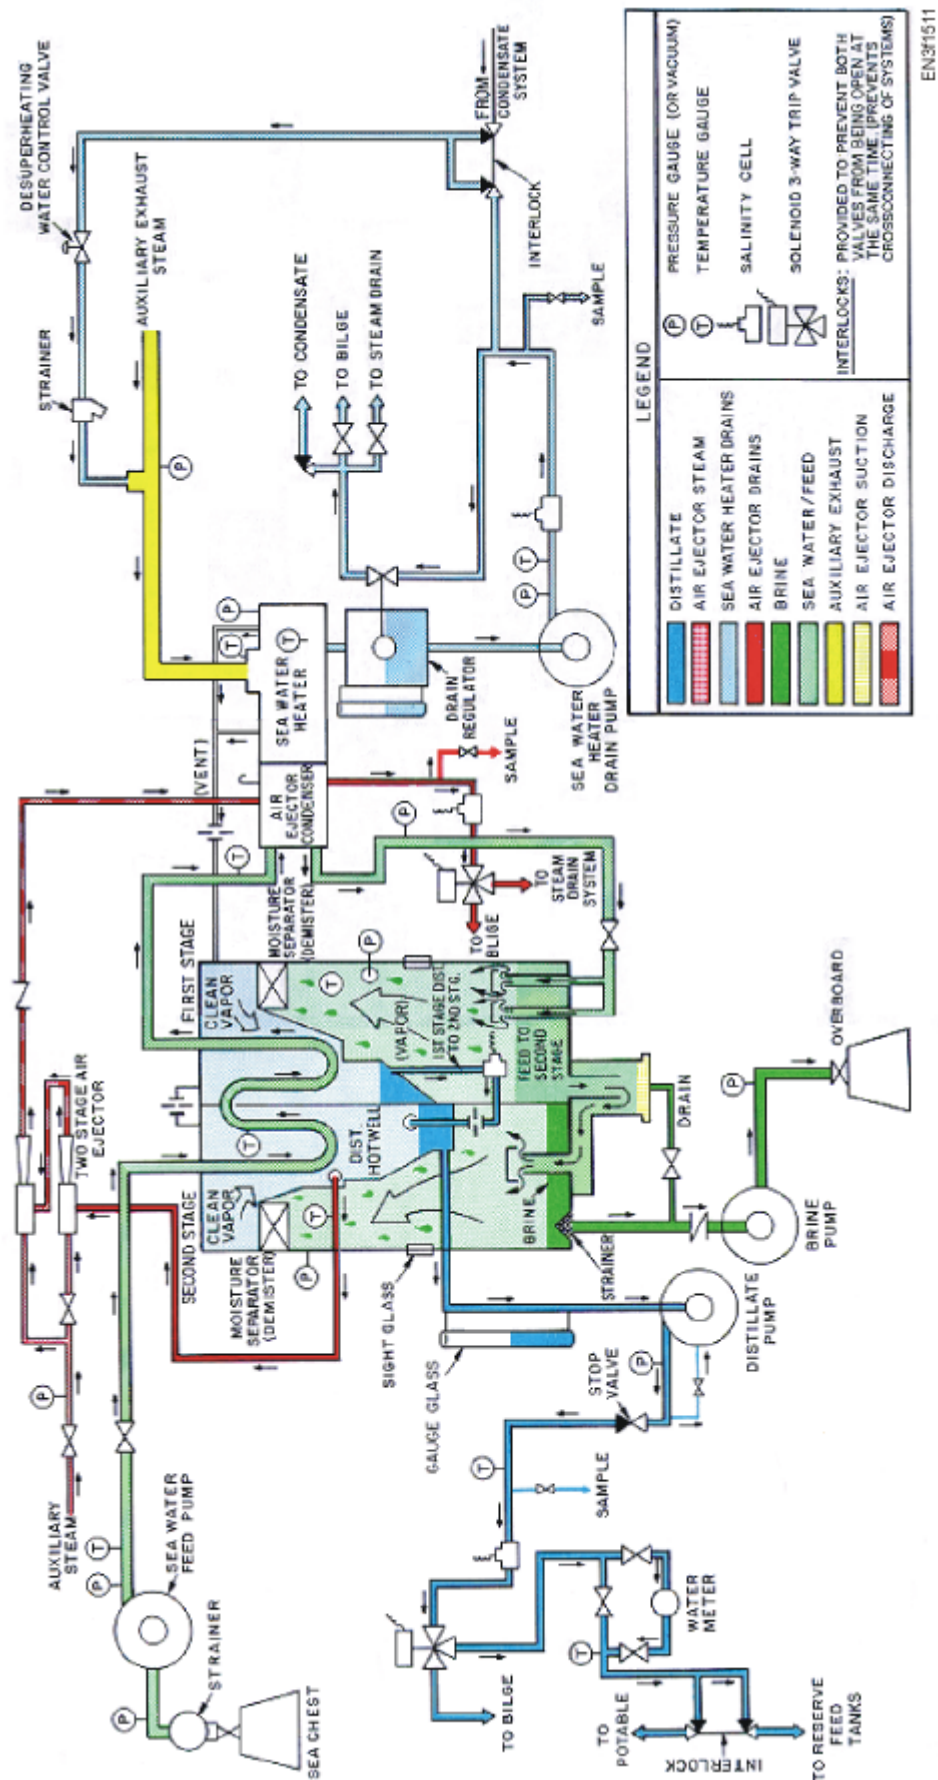 DESUPERHEATING
WATER CONTROL VALVE
STRAINER
AUXILIARY EXHAUST
STEAM
FROM
CONDENSATE
SYSTEM
INTERLOCK
TO CONDENSATE
TO BILGE
TO STEAM DRAIN
SAMPLE
P
AUXILIARY
STEAM
P
TWO STAGE AIR
EJECTOR
(VENT)
P
T
T
SEA WATER
HEATER
AIR
EJECTOR
CONDENSER
DRAIN
REGULATOR
SAMPLE
SEA WATER
HEATER
DRAIN PUMP
P
T
SEA WATER
FEED PUMP
P
T
P
STRAINER
SEA CHEST
SECOND STAGE
FIRST STAGE
CLEAN
VAPOR
CLEAN
VAPOR
MOISTURE
SEPARATOR
(DEMISTER)
MOISTURE
SEPARATOR
(DEMISTER)
T
T
T
T
P
P
P
DIST.
HOTWELL
(VAPOR)
1ST STAGE DIST.
TO 2ND STG.
FEED TO
SECOND
STAGE
BRINE
STRAINER
SIGHT GLASS
GAUGE GLASS
TO
BLIGE
TO
STEAM
DRAIN
SYSTEM
DRAIN
P
OVERBOARD
BRINE
PUMP
DISTILLATE
PUMP
P
STOP
VALVE
T
SAMPLE
TO BILGE
WATER
METER
T
TO
POTABLE
INTERLOCK
TO RESERVE
FEED
TANKS
LEGEND
DISTILLATE
AIR EJECTOR STEAM
SEA WATER HEATER DRAINS
AIR EJECTOR DRAINS
BRINE
SEA WATER/FEED
AUXILIARY EXHAUST
AIR EJECTOR SUCTION
AIR EJECTOR DISCHARGE
P PRESSURE GAUGE (OR VACUUM)
T TEMPERATURE GAUGE
SALINITY CELL
SOLENOID 3-WAY TRIP VALVE
INTERLOCKS: PROVIDED TO PREVENT BOTH
VALVES FROM BEING OPEN AT
THE SAME TIME. (PREVENTS
CROSSCONNECTING OF SYSTEMS)
EN3f1511